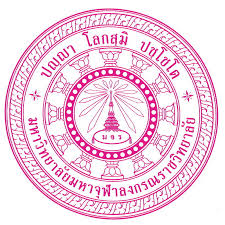 ปญฺญา โลกสฺมิ ปชฺโชโต
ม จ ร
มหาวิทยาลัยมหาจุฬาลงกรณราชวิทยาลัย